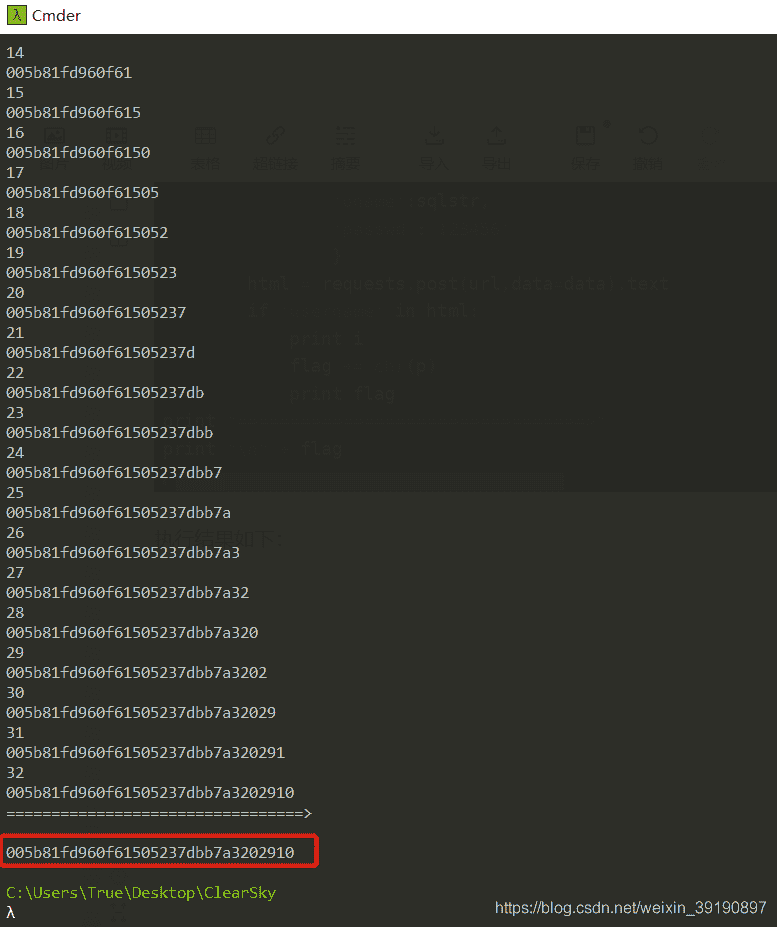 λ Cmder
14
005b81fd960f61
15
005b81fd960f615
16
005b81fd960f6150
17
005b81fd960f61505
18
005b81fd960f615052
19
005b81fd960f6150523
20
005b81fd960f61505237
21
005b81fd960f61505237d
22
005b81fd960f61505237db
23
005b81fd960f61505237dbb
24
005b81fd960f61505237dbb7
25
005b81fd960f61505237dbb7a
26
005b81fd960f61505237dbb7a3
27
005b81fd960f61505237dbb7a32
28
005b81fd960f61505237dbb7a320
29
005b81fd960f61505237dbb7a3202
30
005b81fd960f61505237dbb7a32029
31
005b81fd960f61505237dbb7a320291
32
005b81fd960f61505237dbb7a3202910
=================================>
005b81fd960f61505237dbb7a3202910
C:\Users\True\Desktop\ClearSky
λ
https://blog.csdn.net/weixin_39190897